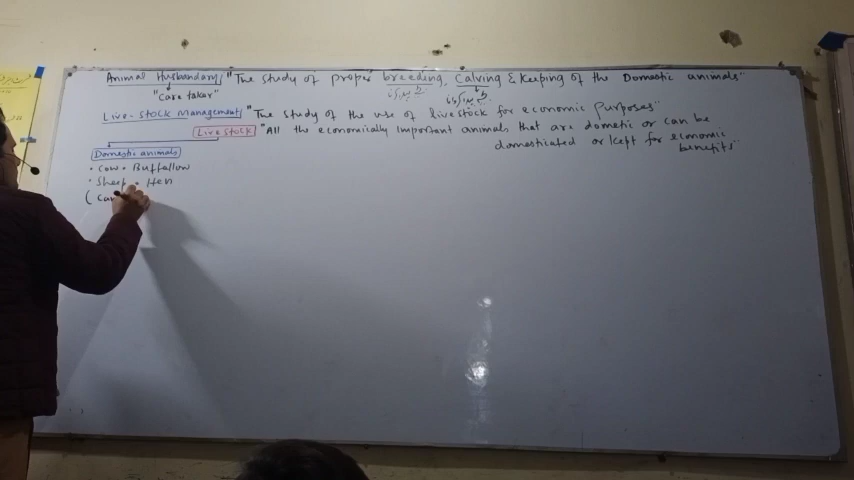 Animal Husbandary "The study of proper breeding, Calving & Keeping of the Domestic animals"
"Care taker"
Live-Stock Management "The study of the use of livestock for economic purposes"
Live stock "All the economically important animals that are dometic or can be
domesticated or kept for economic
benefits"
Domestic animals
• Cow • Buffallow
• Sheep • Hen